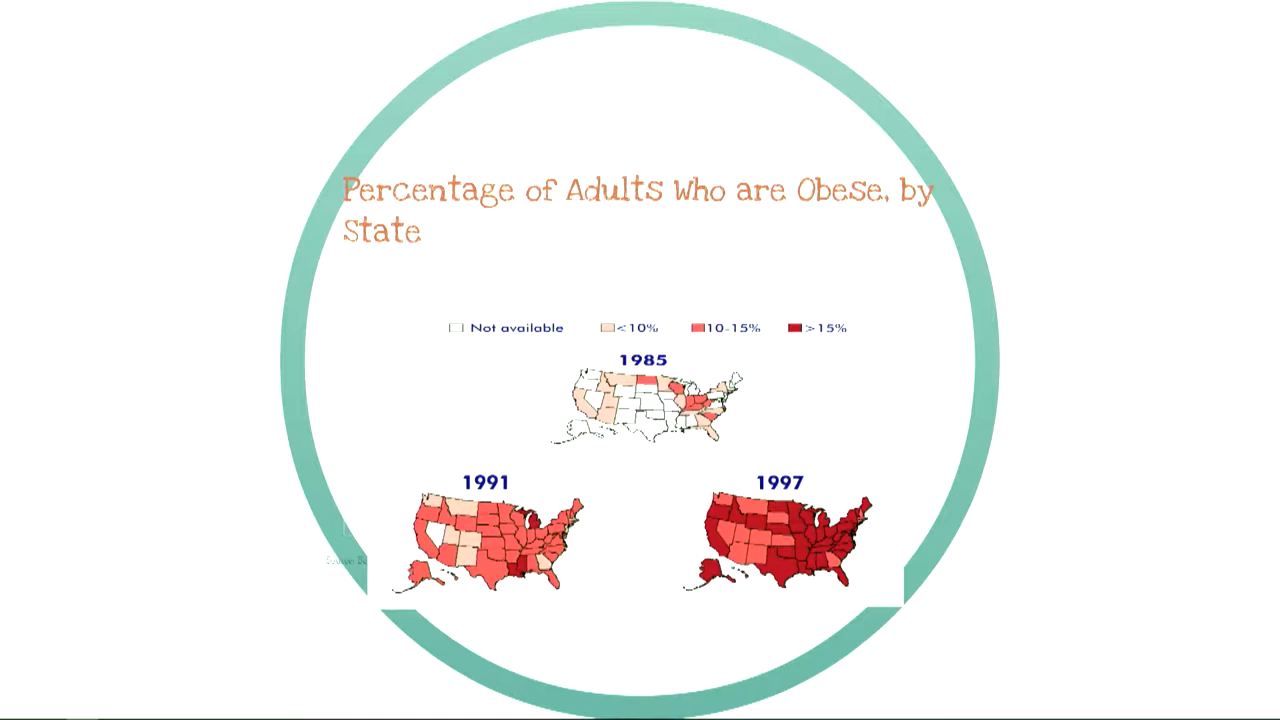 Percentage of Adults Who are Obese, by
State
Not available <10% 10-15% >15%
1985
1991 1997